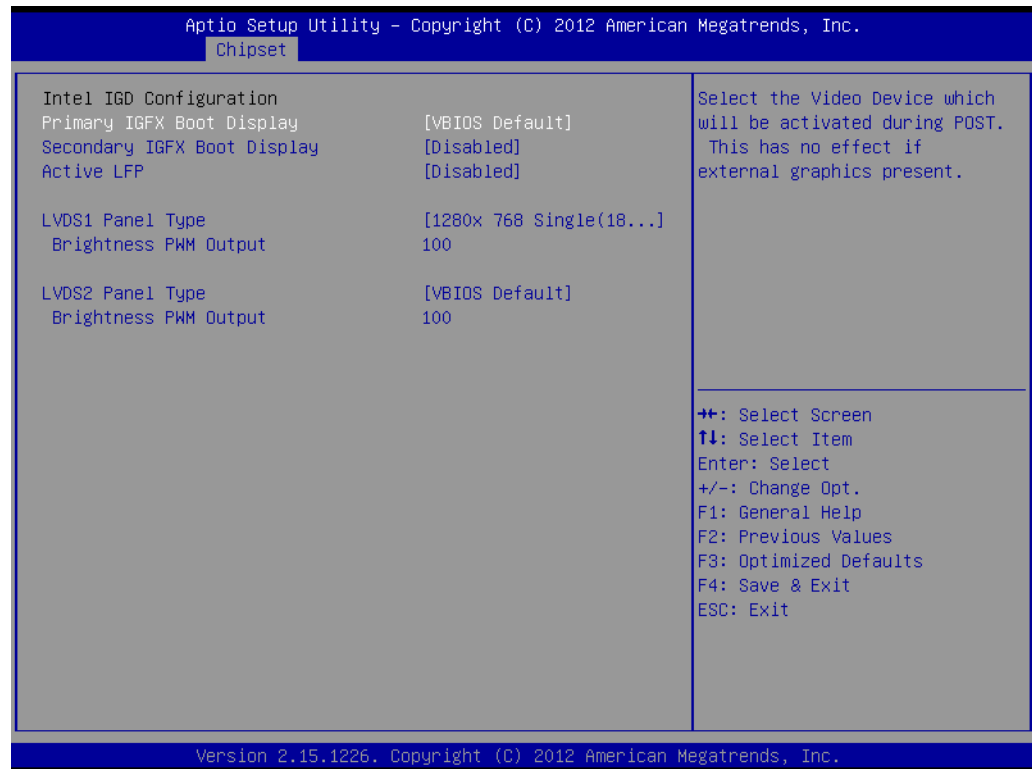 Aptio Setup Utility – Copyright (C) 2012 American Megatrends, Inc.
Chipset
Intel IGD Configuration
Primary IGFX Boot Display [VBIOS Default]
Secondary IGFX Boot Display [Disabled]
Active LFP [Disabled]
LVDS1 Panel Type [1280x 768 Single(18...]
Brightness PWM Output 100
LVDS2 Panel Type [VBIOS Default]
Brightness PWM Output 100
Select the Video Device which
will be activated during POST.
This has no effect if
external graphics present.
→←: Select Screen
↑↓: Select Item
Enter: Select
+/-: Change Opt.
F1: General Help
F2: Previous Values
F3: Optimized Defaults
F4: Save & Exit
ESC: Exit
Version 2.15.1226. Copyright (C) 2012 American Megatrends, Inc.